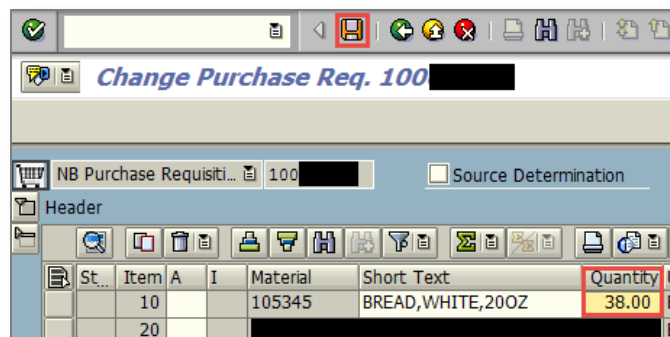 Change Purchase Req. 100
NB Purchase Requisiti... 100 Source Determination
Header
St... Item A I Material Short Text Quantity
10 105345 BREAD,WHITE,20OZ 38.00
20